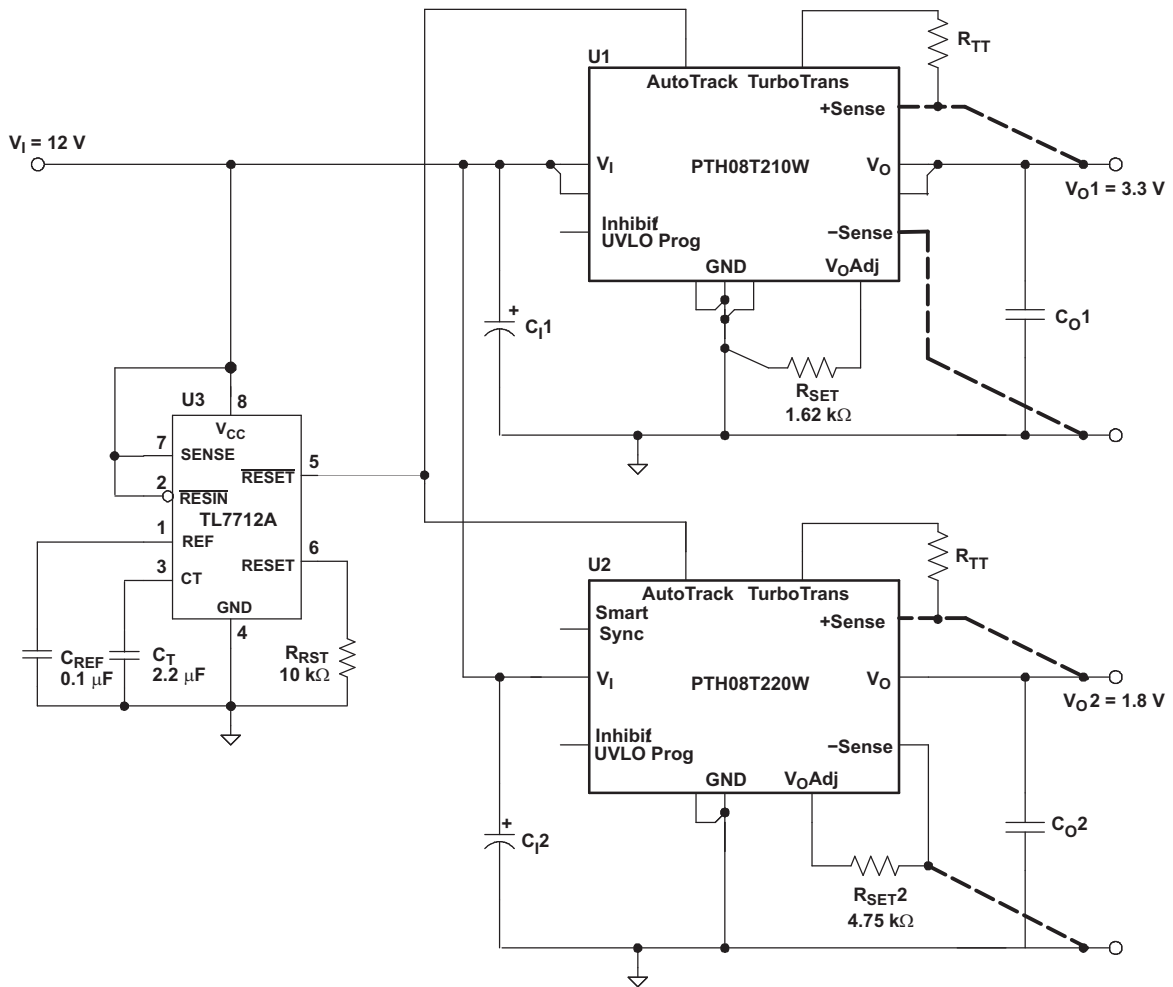 R_TT
U1
AutoTrack TurboTrans
+Sense
V_I = 12 V
V_I
PTH08T210W
V_O
V_O1 = 3.3 V
Inhibit/
UVLO Prog
−Sense
GND
V_OAdj
+
C_I1
C_O1
R_SET
1.62 kΩ
U3
8
V_CC
7
SENSE
5
RESET
2
RESIN
TL7712A
1
REF
6
RESET
3
CT
GND
4
C_REF
0.1 μF
C_T
2.2 μF
R_RST
10 kΩ
R_TT
U2
AutoTrack TurboTrans
Smart
Sync
+Sense
V_I
PTH08T220W
V_O
V_O2 = 1.8 V
Inhibit/
UVLO Prog
−Sense
GND
V_OAdj
+
C_I2
C_O2
R_SET2
4.75 kΩ